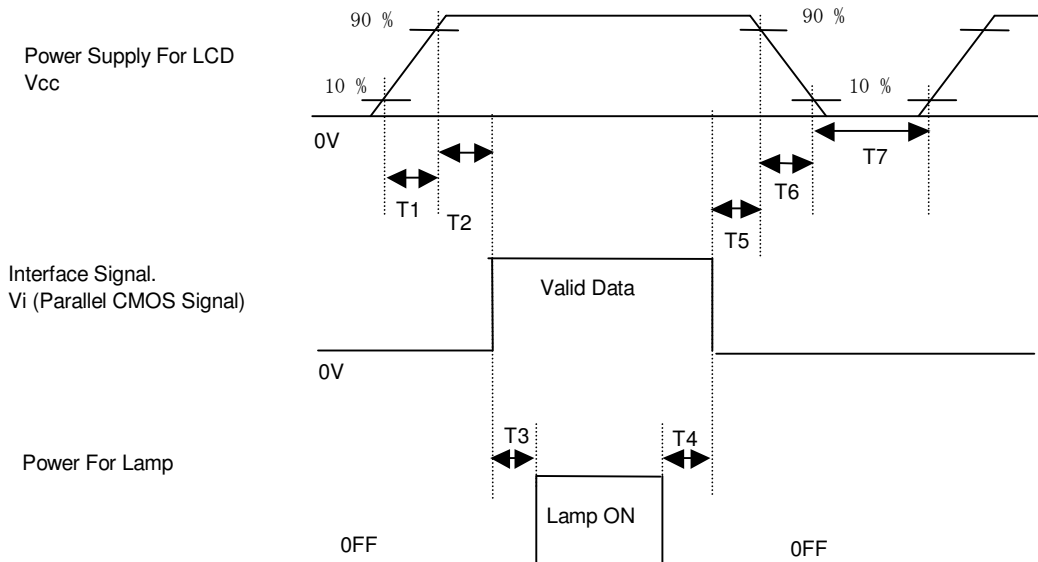 90 %
90 %
Power Supply For LCD
Vcc
10 %
10 %
0V
T7
T6
T1
T2
T5
Interface Signal.
Vi (Parallel CMOS Signal)
Valid Data
0V
T3
T4
Power For Lamp
Lamp ON
0FF
0FF